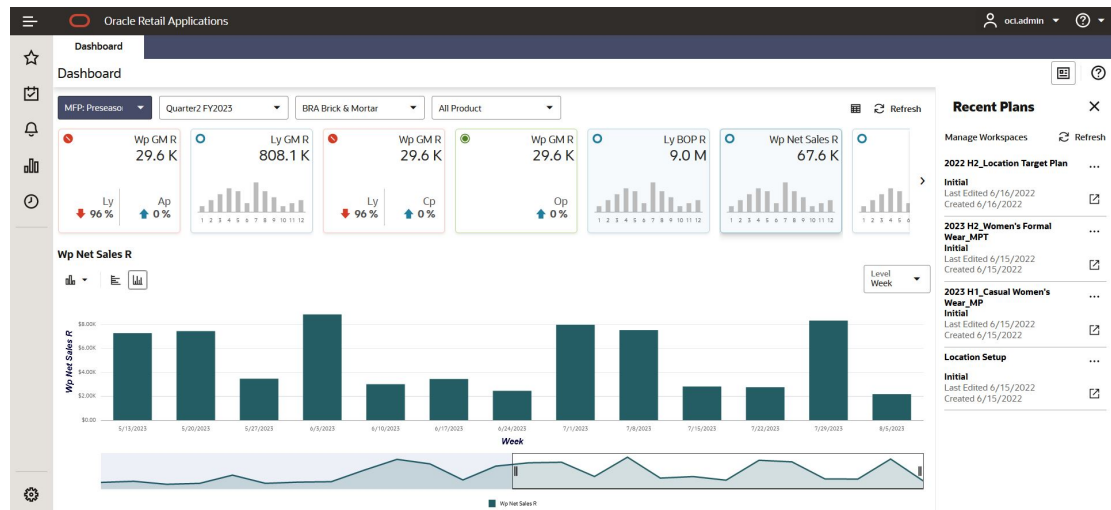 Oracle Retail Applications
oci.admin
Dashboard
Dashboard
MFP: Preseaso
Quarter2 FY2023
BRA Brick & Mortar
All Product
Refresh
Wp GM R
29.6 K
Ly
96 %
Ap
0 %
Ly GM R
808.1 K
1 2 3 4 5 6 7 8 9 10 11 12
Wp GM R
29.6 K
Ly
96 %
Cp
0 %
Wp GM R
29.6 K
Op
0 %
Ly BOP R
9.0 M
1 2 3 4 5 6 7 8 9 10 11 12
Wp Net Sales R
67.6 K
1 2 3 4 5 6 7 8 9 10 11 12
1 2 3 4 5 6
Wp Net Sales R
Level
Week
Wp Net Sales R
$8.00K
$6.00K
$4.00K
$2.00K
$0.00
5/13/2023 5/20/2023 5/27/2023 6/3/2023 6/10/2023 6/17/2023 6/24/2023 7/1/2023 7/8/2023 7/15/2023 7/22/2023 7/29/2023 8/5/2023
Week
Wp Net Sales R
Recent Plans
Manage Workspaces
Refresh
2022 H2_Location Target Plan
Initial
Last Edited 6/16/2022
Created 6/16/2022
2023 H2_Women's Formal
Wear_MPT
Initial
Last Edited 6/15/2022
Created 6/15/2022
2023 H1_Casual Women's
Wear_MP
Initial
Last Edited 6/15/2022
Created 6/15/2022
Location Setup
Initial
Last Edited 6/15/2022
Created 6/15/2022